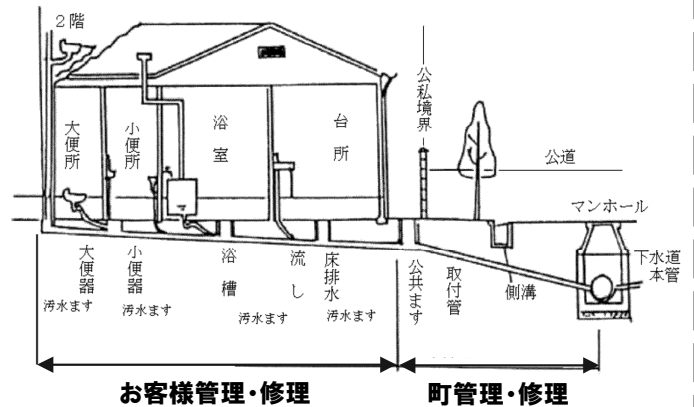 2階
大便所
小便所
浴室
台所
公私境界
公道
マンホール
下水道
本管
大便器
小便器
浴槽
流し
床排水
公共ます
取付管
側溝
汚水ます
汚水ます
汚水ます
汚水ます
お客様管理・修理
町管理・修理